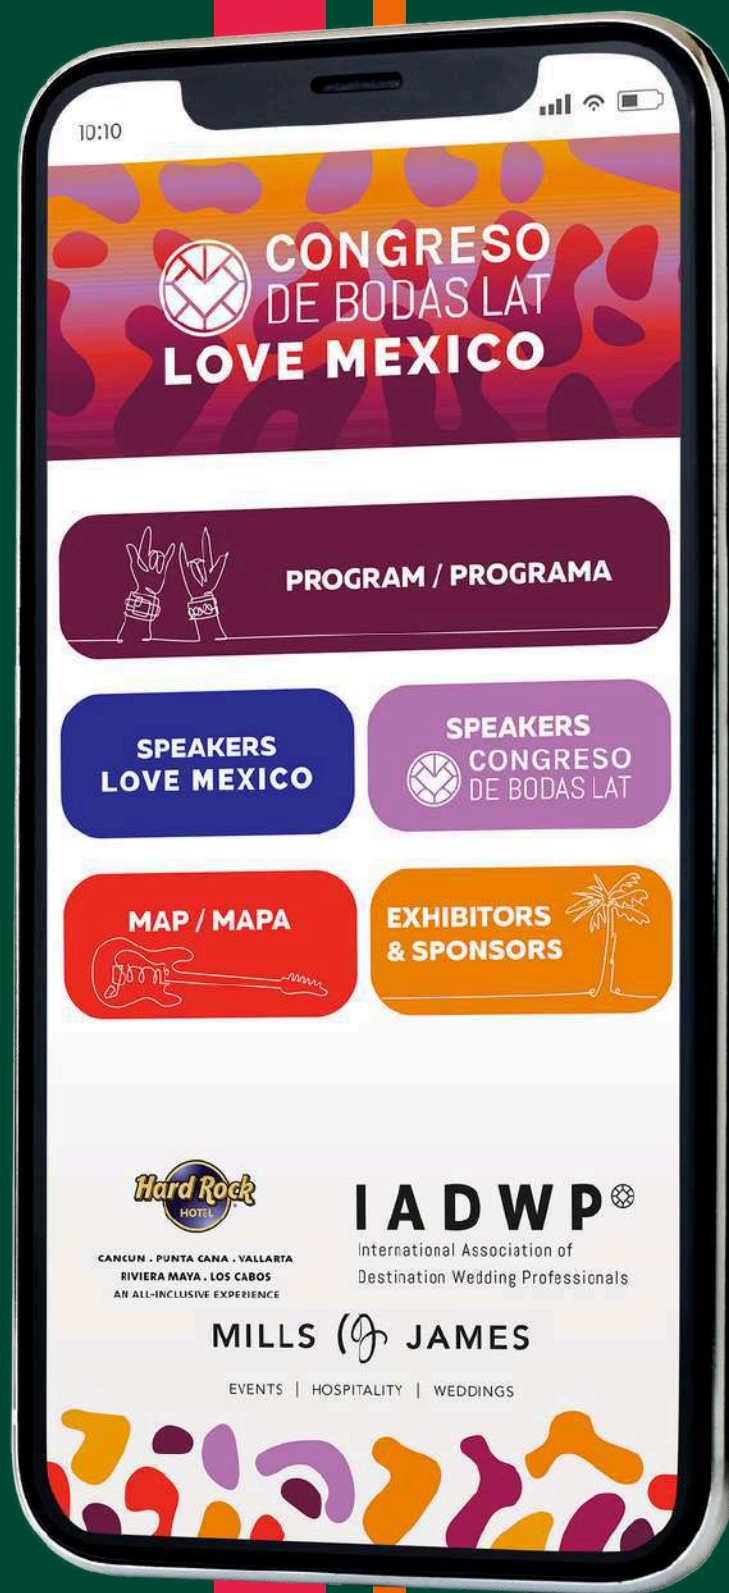 10:10
CONGRESO
DE BODAS LAT
LOVE MEXICO
PROGRAM / PROGRAMA
SPEAKERS
LOVE MEXICO
SPEAKERS
CONGRESO
DE BODAS LAT
MAP / MAPA
EXHIBITORS
& SPONSORS
Hard Rock
HOTEL
CANCUN . PUNTA CANA . VALLARTA
RIVIERA MAYA . LOS CABOS
AN ALL-INCLUSIVE EXPERIENCE
IADWP
International Association of
Destination Wedding Professionals
MILLS JAMES
EVENTS | HOSPITALITY | WEDDINGS